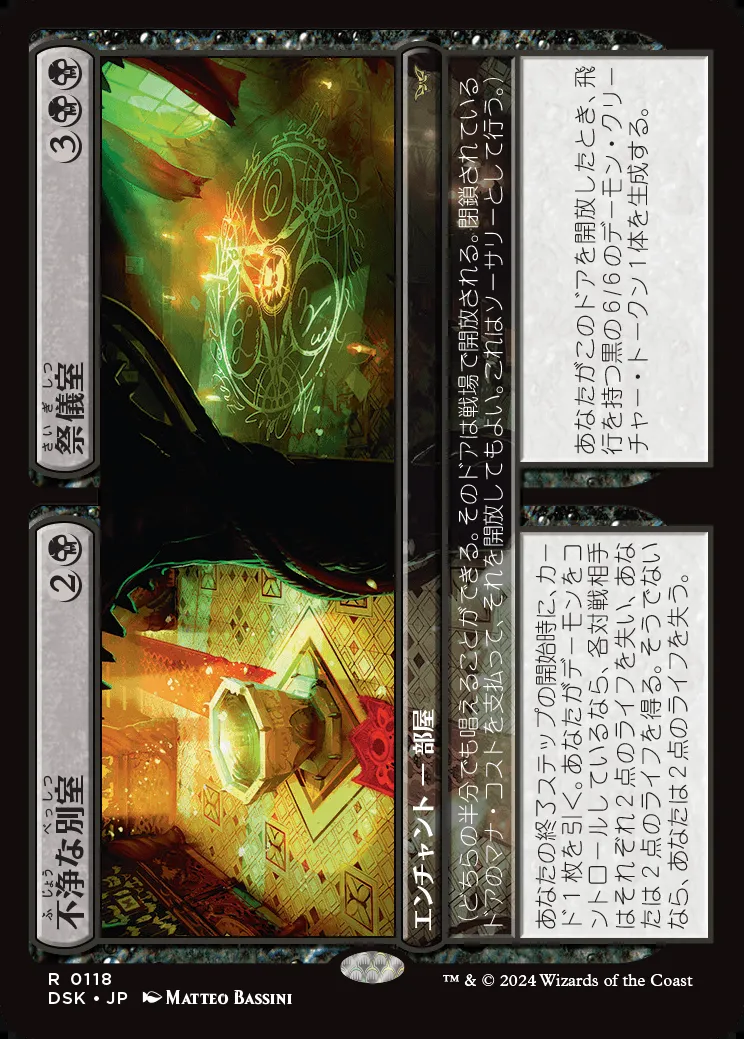 不浄な別室
ふ じょう べっしつ
2
祭儀室
さい ぎ しつ
3
エンチャント — 部屋
(どちらの半分でも唱えることができる。そのドアは戦場で開放される。閉鎖されている
ドアのマナ・コストを支払って、それを開放してもよい。これはソーサリーとして行う。)
あなたの終了ステップの開始時に、カー
ド1枚を引く。あなたがデーモンをコ
ントロールしているなら、各対戦相手
はそれぞれ2点のライフを失い、あな
たは2点のライフを得る。そうでない
なら、あなたは2点のライフを失う。
あなたがこのドアを開放したとき、飛
行を持つ黒の6/6のデーモン・クリー
チャー・トークン1体を生成する。
R 0118
DSK • JP MATTEO BASSINI
™ & © 2024 Wizards of the Coast